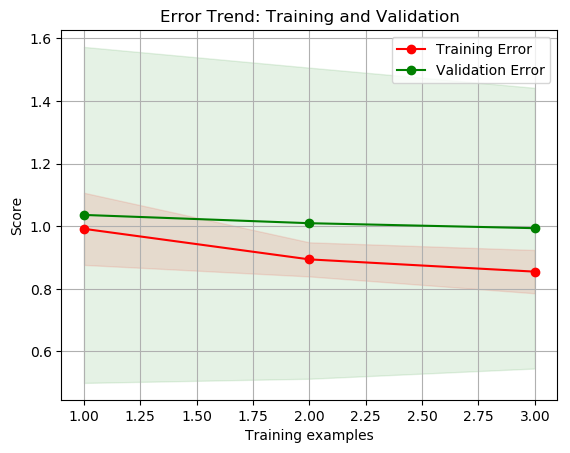 Error Trend: Training and Validation
Training Error
Validation Error
Score
1.6
1.4
1.2
1.0
0.8
0.6
1.00 1.25 1.50 1.75 2.00 2.25 2.50 2.75 3.00
Training examples